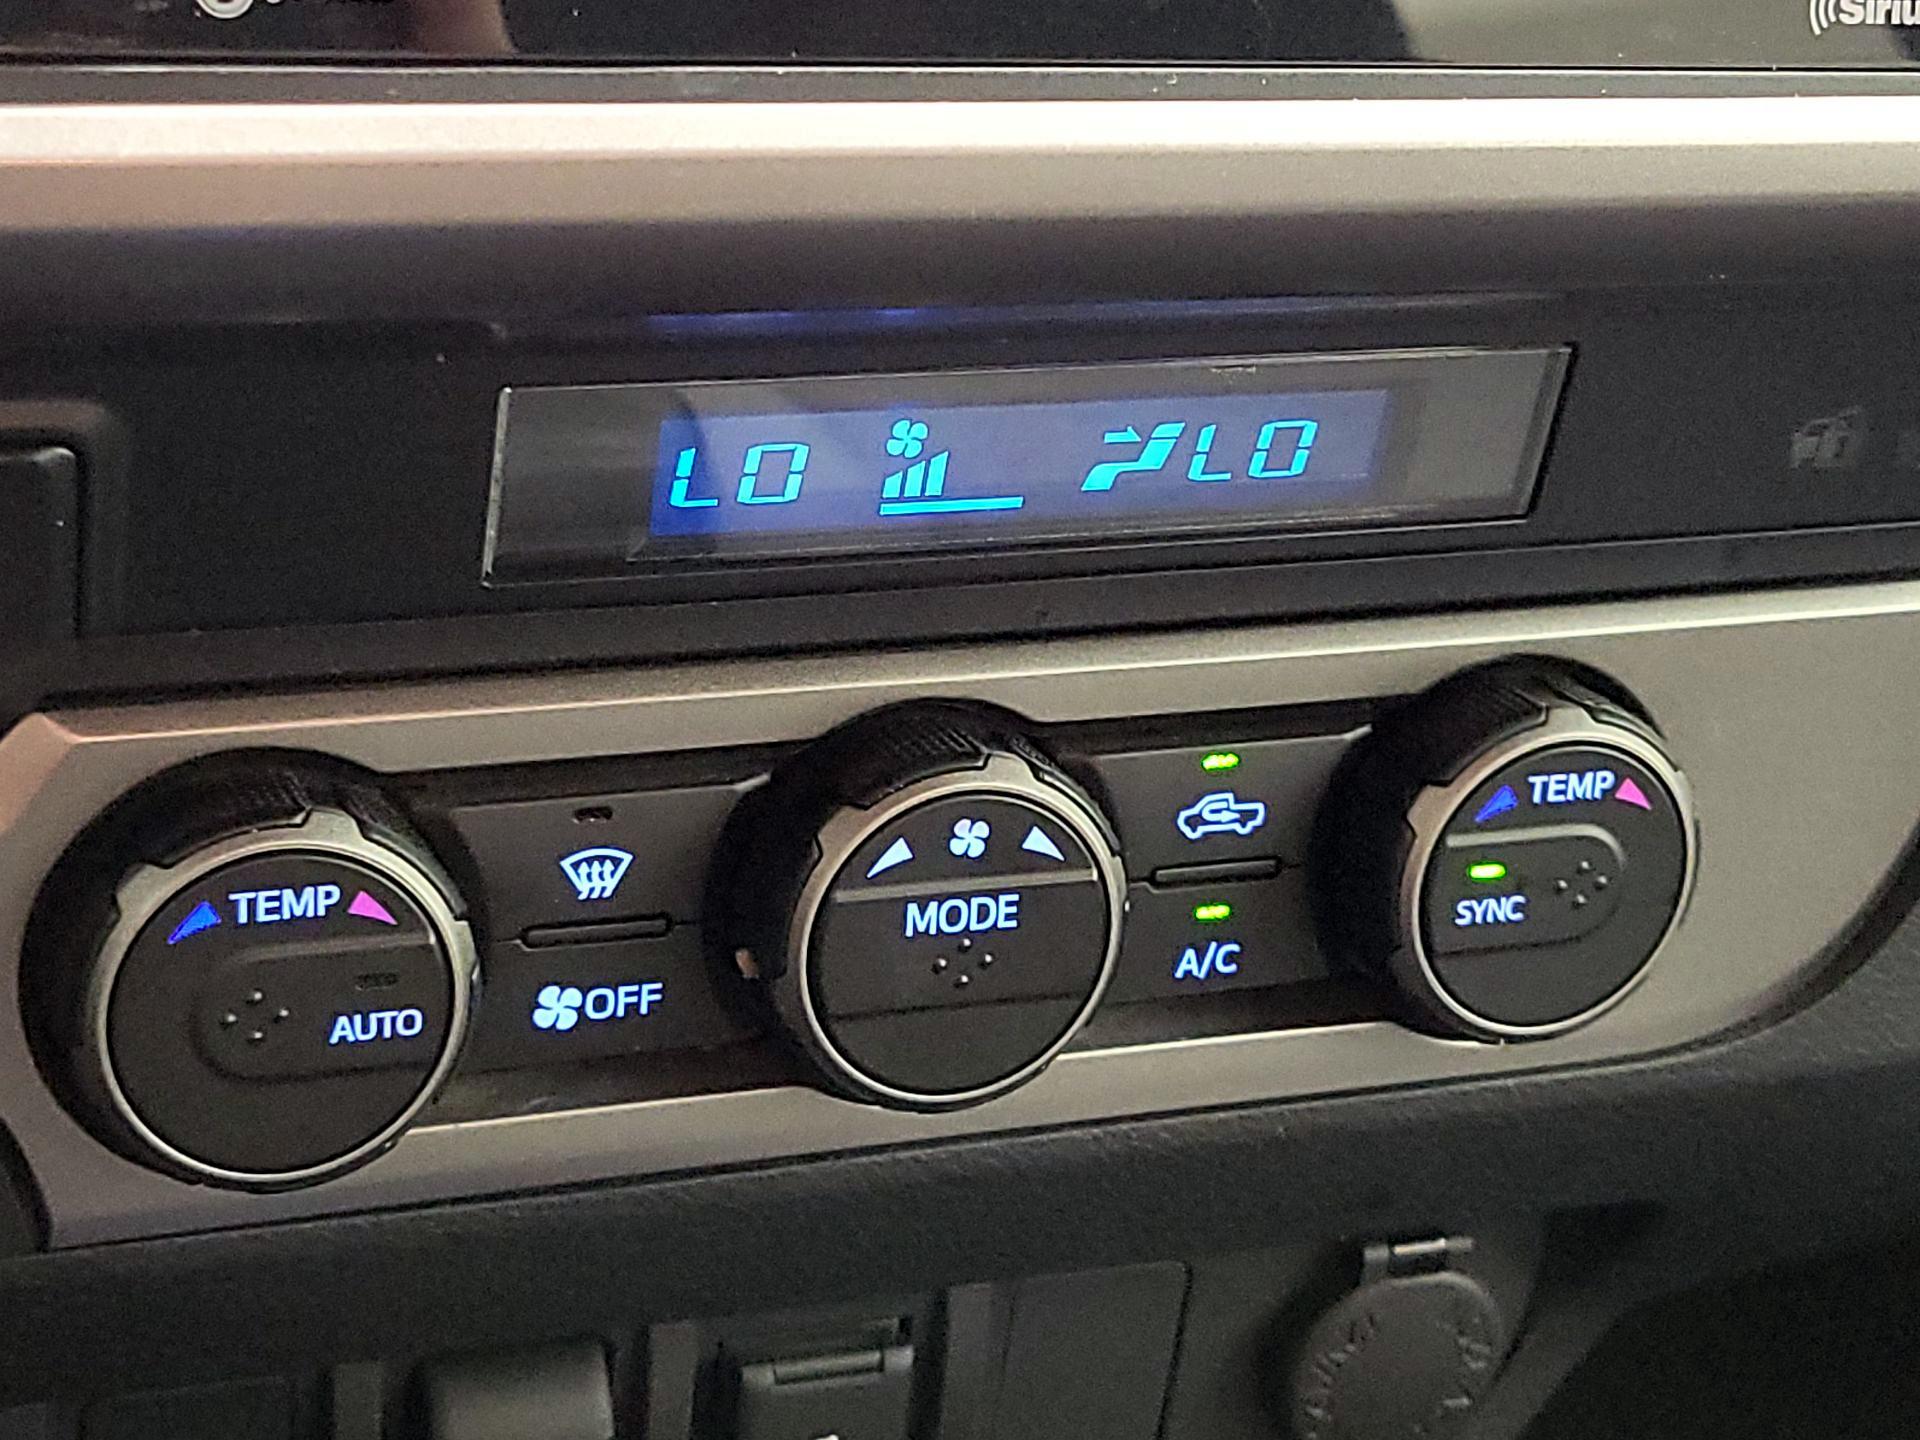 LO LO
TEMP
AUTO
OFF
MODE
A/C
TEMP
SYNC